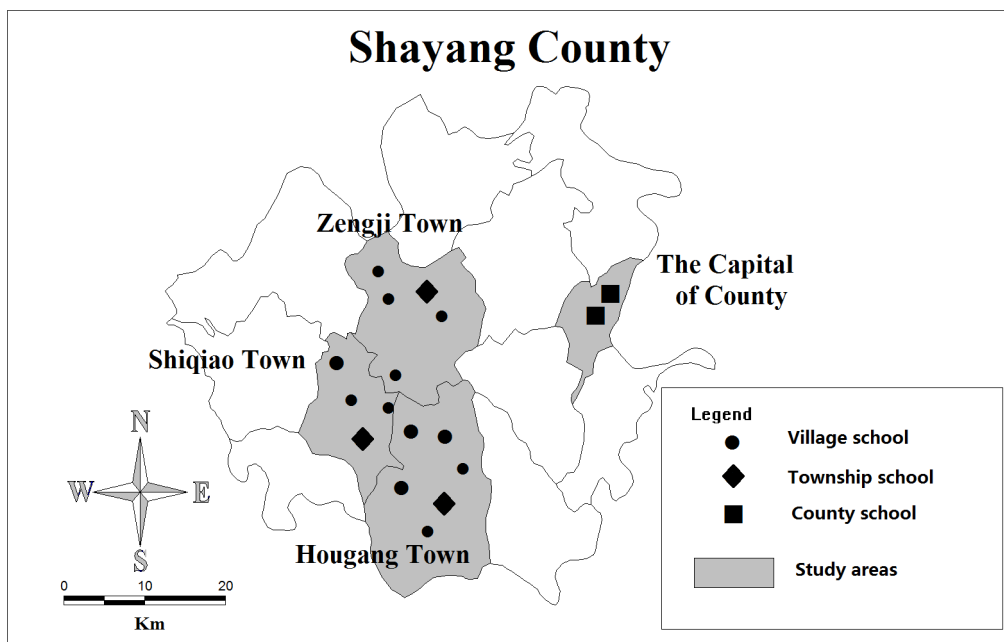 Shayang County
Zengji Town
The Capital
of County
Shiqiao Town
Hougang Town
N
W
E
S
0 10 20
Km
Legend
Village school
Township school
County school
Study areas